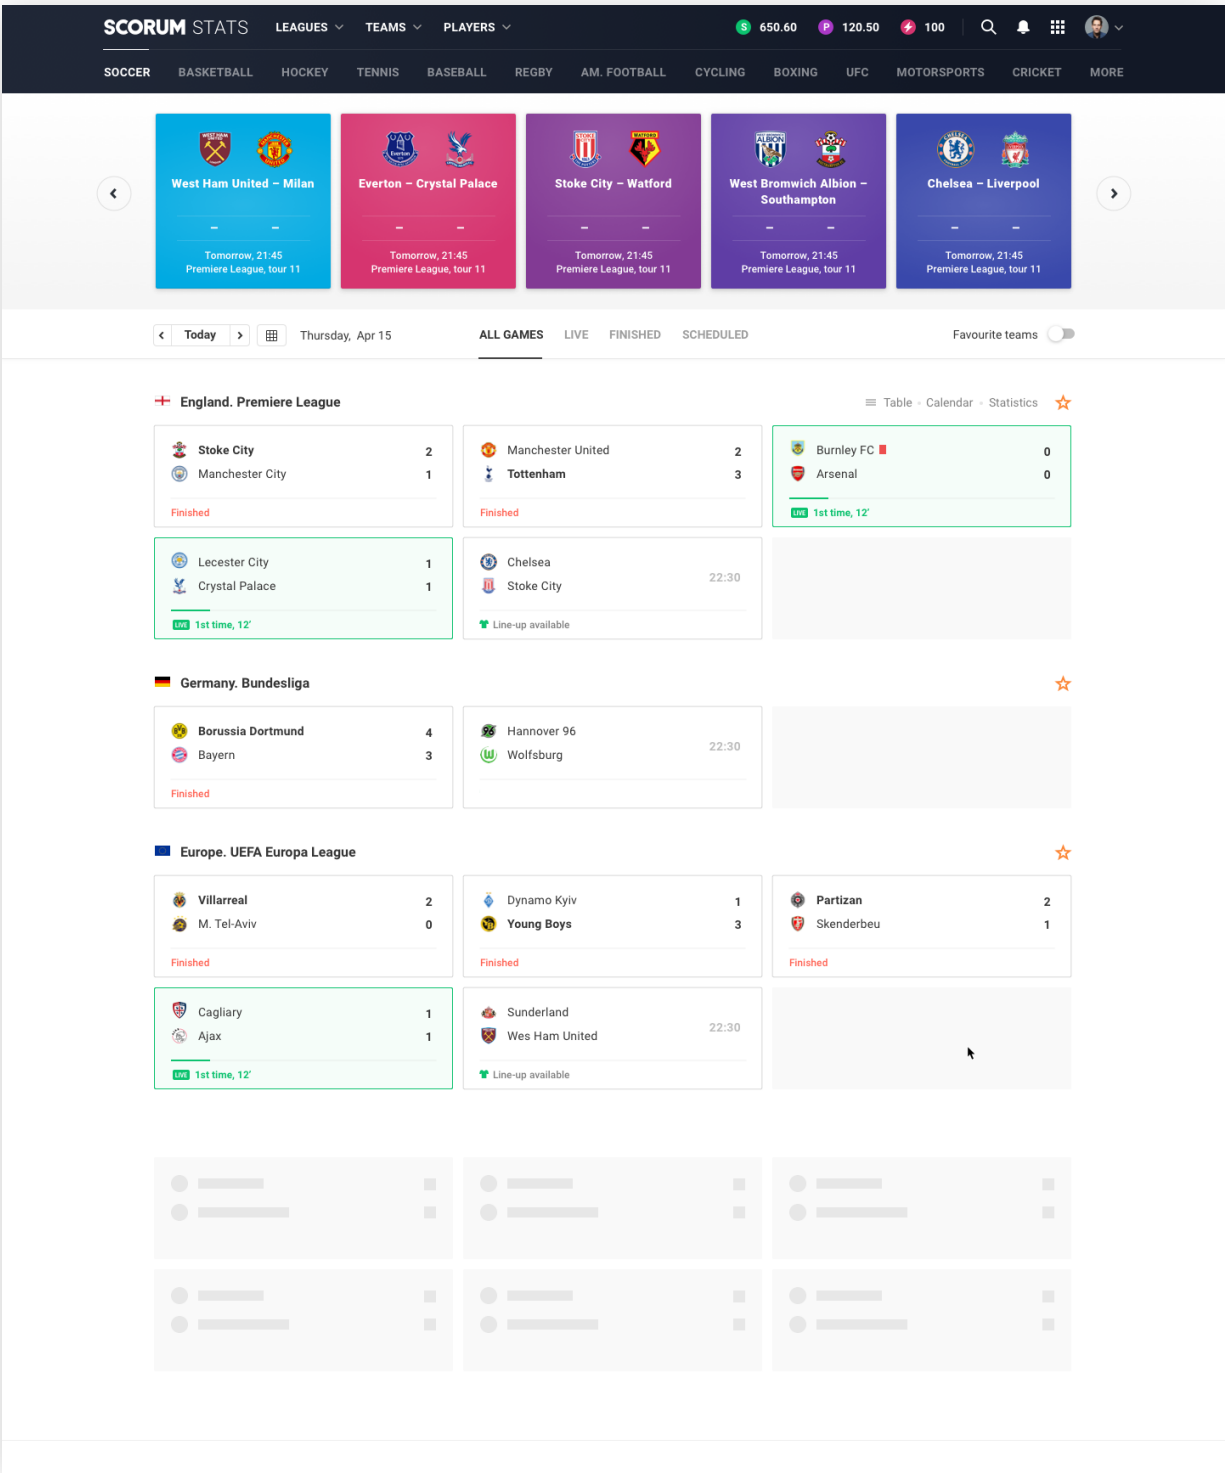 SCORUM STATS LEAGUES TEAMS PLAYERS S 650.60 P 120.50 100
SOCCER BASKETBALL HOCKEY TENNIS BASEBALL REGBY AM. FOOTBALL CYCLING BOXING UFC MOTORSPORTS CRICKET MORE
West Ham United – Milan
– –
Tomorrow, 21:45
Premiere League, tour 11
Everton – Crystal Palace
– –
Tomorrow, 21:45
Premiere League, tour 11
Stoke City – Watford
– –
Tomorrow, 21:45
Premiere League, tour 11
West Bromwich Albion –
Southampton
– –
Tomorrow, 21:45
Premiere League, tour 11
Chelsea – Liverpool
– –
Tomorrow, 21:45
Premiere League, tour 11
Today Thursday, Apr 15 ALL GAMES LIVE FINISHED SCHEDULED Favourite teams
England. Premiere League Table Calendar Statistics
Stoke City 2
Manchester City 1
Finished
Manchester United 2
Tottenham 3
Finished
Burnley FC 0
Arsenal 0
LIVE 1st time, 12'
Lecester City 1
Crystal Palace 1
LIVE 1st time, 12'
Chelsea
22:30
Stoke City
Line-up available
Germany. Bundesliga
Borussia Dortmund 4
Bayern 3
Finished
Hannover 96
22:30
Wolfsburg
Europe. UEFA Europa League
Villarreal 2
M. Tel-Aviv 0
Finished
Dynamo Kyiv 1
Young Boys 3
Finished
Partizan 2
Skenderbeu 1
Finished
Cagliary 1
Ajax 1
LIVE 1st time, 12'
Sunderland
22:30
Wes Ham United
Line-up available